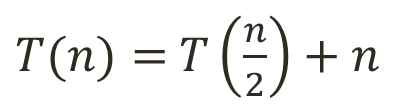 T(n) = T(n/2) + n